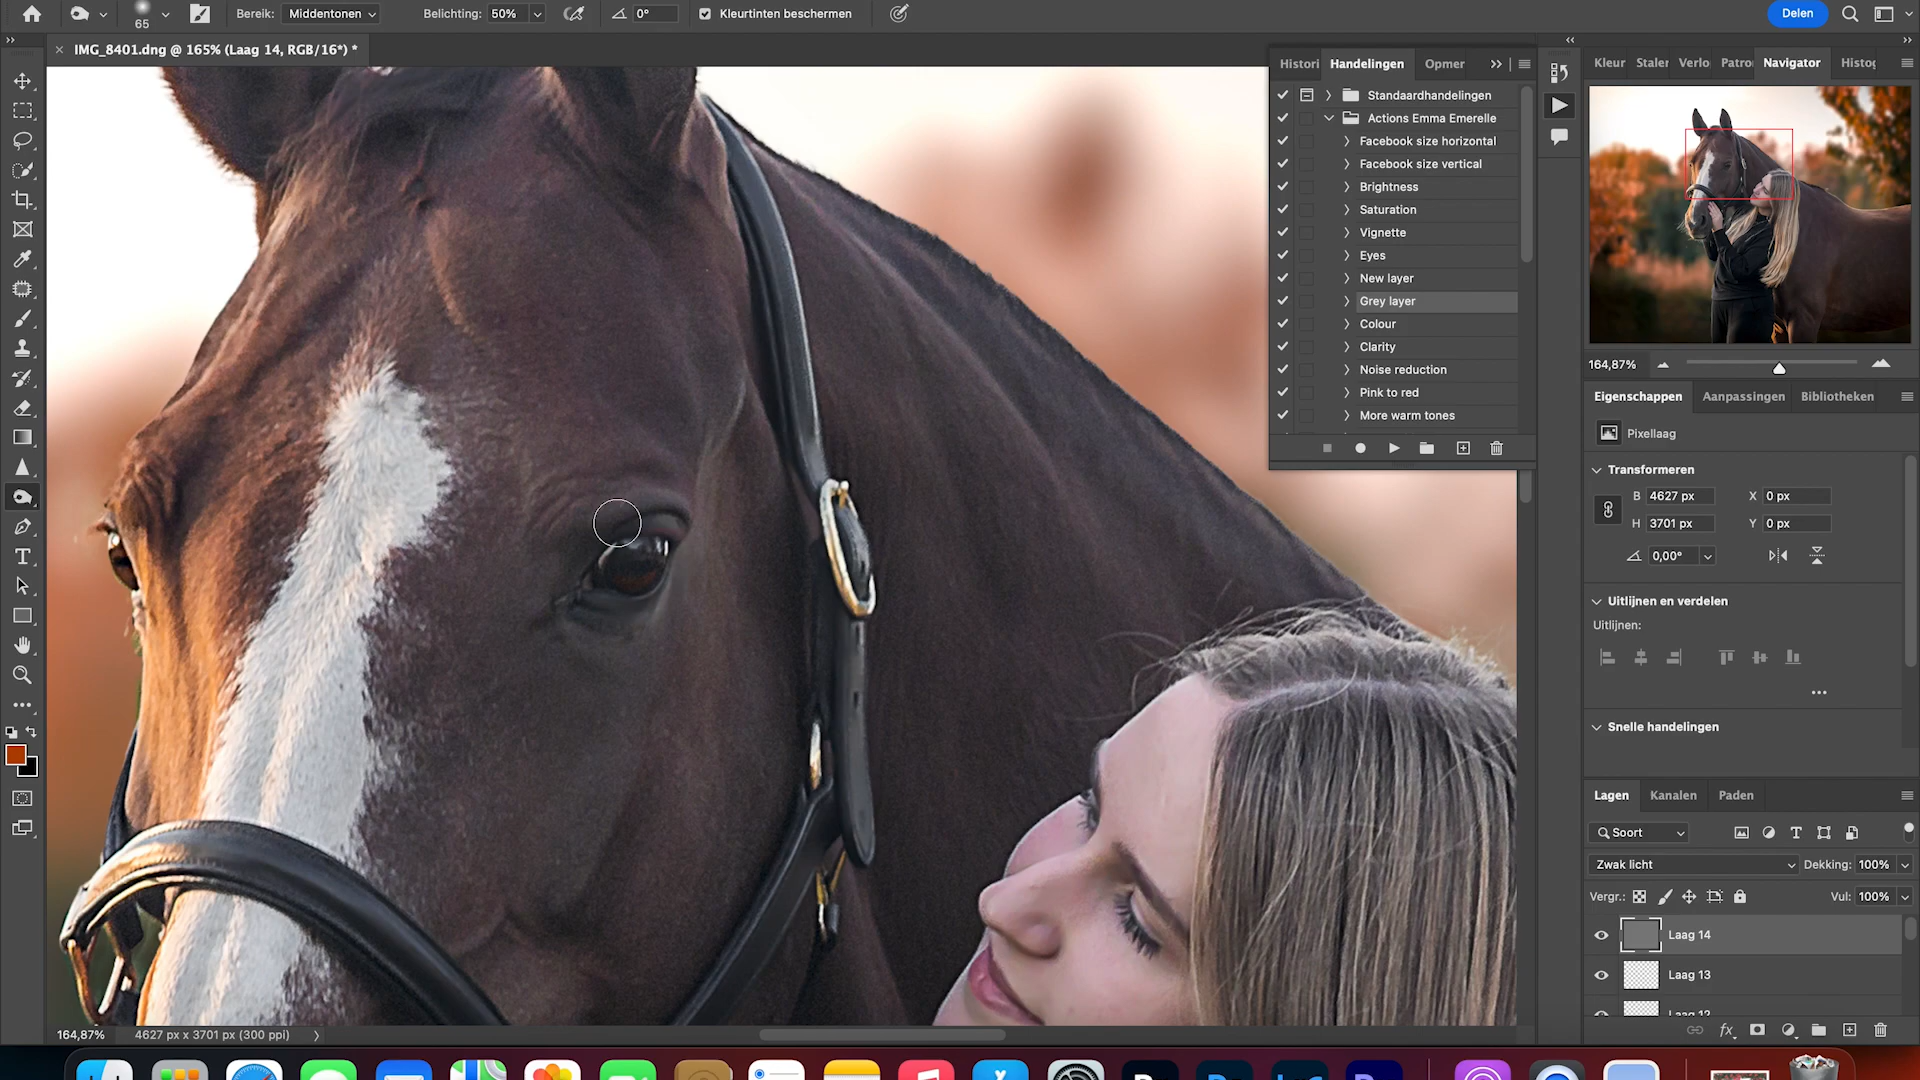 65
Bereik:
Middentonen
Belichting:
50%
0°
Kleurtinten beschermen
Delen
IMG_8401.dng @ 165% (Laag 14, RGB/16*) *
Histori
Handelingen
Opmer
Standaardhandelingen
Actions Emma Emerelle
Facebook size horizontal
Facebook size vertical
Brightness
Saturation
Vignette
Eyes
New layer
Grey layer
Colour
Clarity
Noise reduction
Pink to red
More warm tones
Kleur
Staler
Verlo
Patro
Navigator
Histog
164,87%
Eigenschappen
Aanpassingen
Bibliotheken
Pixellaag
Transformeren
B
4627 px
X
0 px
H
3701 px
Y
0 px
0,00°
Uitlijnen en verdelen
Uitlijnen:
Snelle handelingen
Lagen
Kanalen
Paden
Soort
Zwak licht
Dekking:
100%
Vergr.:
Vul:
100%
Laag 14
Laag 13
Laag 12
fx
164,87%
4627 px x 3701 px (300 ppi)